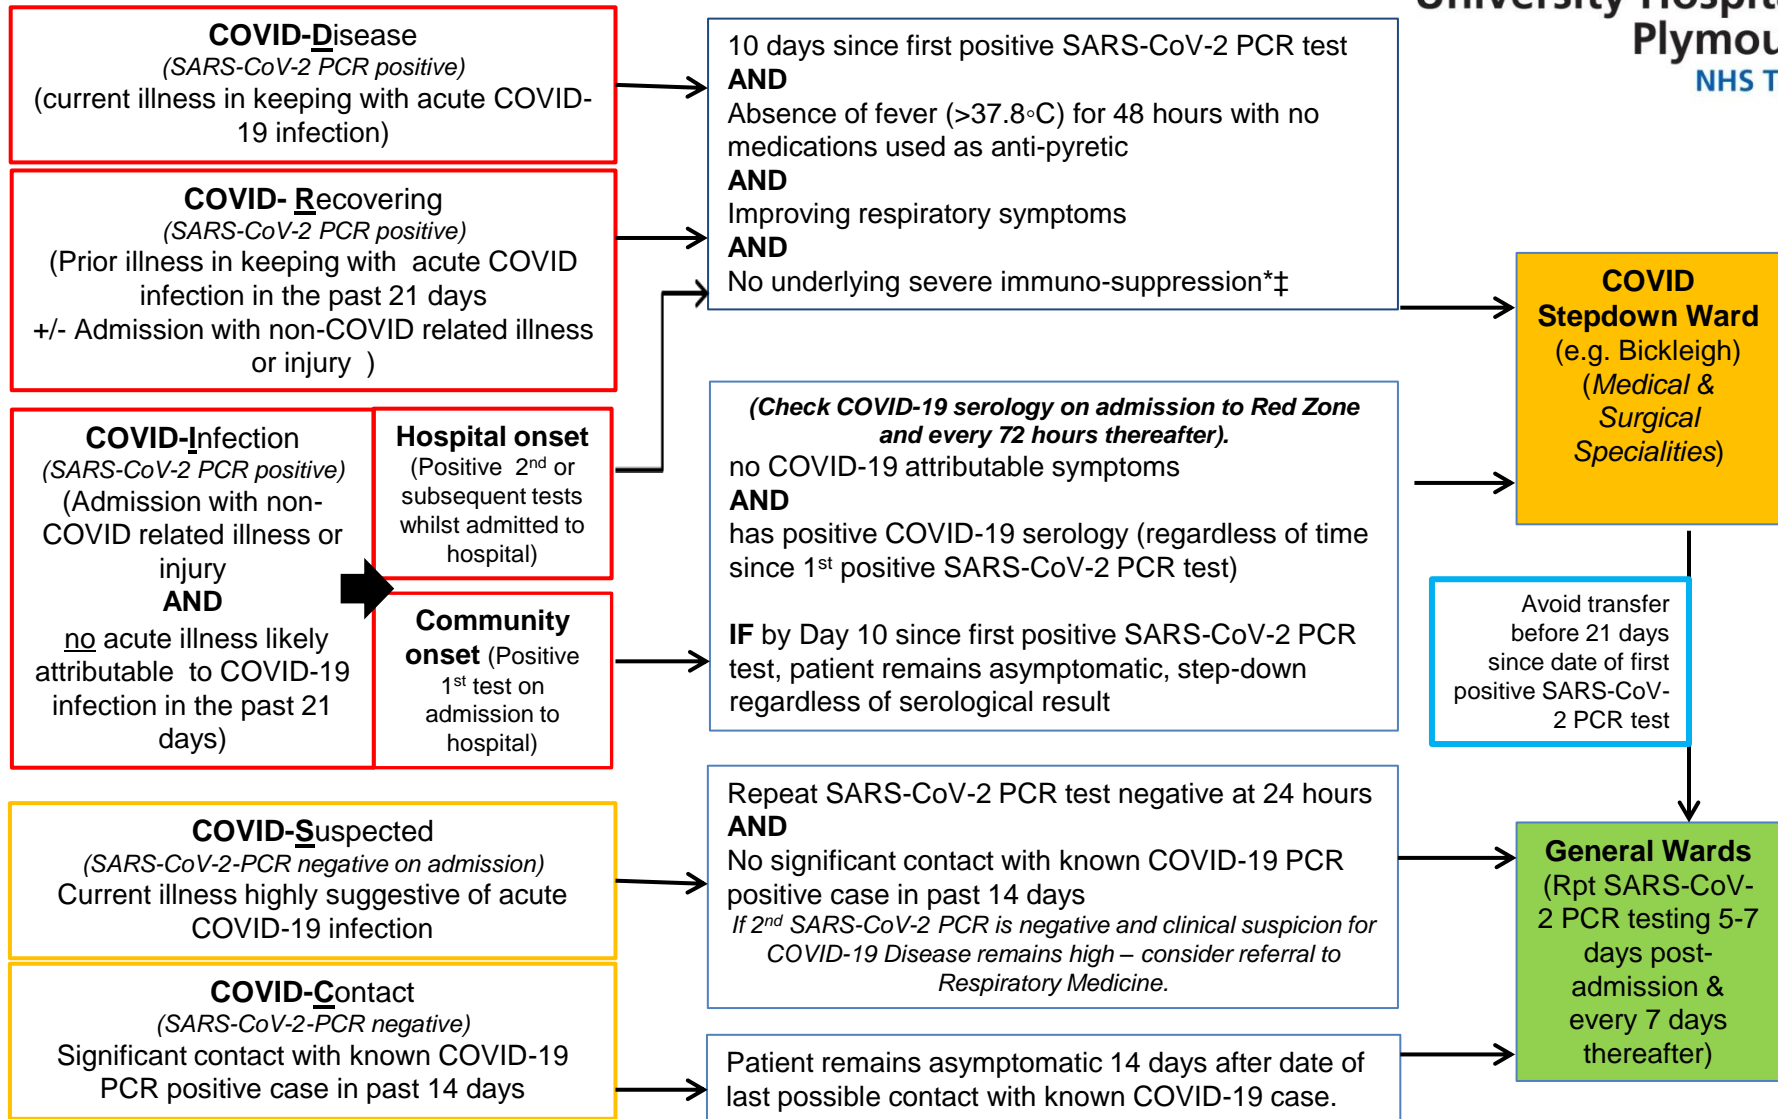 University Hospita
Plymou
NHS T
COVID-Disease
(SARS-CoV-2 PCR positive)
(current illness in keeping with acute COVID-
19 infection)
10 days since first positive SARS-CoV-2 PCR test
AND
Absence of fever (>37.8◦C) for 48 hours with no
medications used as anti-pyretic
AND
Improving respiratory symptoms
AND
No underlying severe immuno-suppression*‡
COVID- Recovering
(SARS-CoV-2 PCR positive)
(Prior illness in keeping with acute COVID
infection in the past 21 days
+/- Admission with non-COVID related illness
or injury )
COVID-Infection
(SARS-CoV-2 PCR positive)
(Admission with non-
COVID related illness or
injury
AND
no acute illness likely
attributable to COVID-19
infection in the past 21
days)
Hospital onset
(Positive 2nd or
subsequent tests
whilst admitted to
hospital)
Community
onset (Positive
1st test on
admission to
hospital)
(Check COVID-19 serology on admission to Red Zone
and every 72 hours thereafter).
no COVID-19 attributable symptoms
AND
has positive COVID-19 serology (regardless of time
since 1st positive SARS-CoV-2 PCR test)
IF by Day 10 since first positive SARS-CoV-2 PCR
test, patient remains asymptomatic, step-down
regardless of serological result
COVID
Stepdown Ward
(e.g. Bickleigh)
(Medical &
Surgical
Specialities)
Avoid transfer
before 21 days
since date of first
positive SARS-CoV-
2 PCR test
COVID-Suspected
(SARS-CoV-2-PCR negative on admission)
Current illness highly suggestive of acute
COVID-19 infection
Repeat SARS-CoV-2 PCR test negative at 24 hours
AND
No significant contact with known COVID-19 PCR
positive case in past 14 days
If 2nd SARS-CoV-2 PCR is negative and clinical suspicion for
COVID-19 Disease remains high – consider referral to
Respiratory Medicine.
General Wards
(Rpt SARS-CoV-
2 PCR testing 5-7
days post-
admission &
every 7 days
thereafter)
COVID-Contact
(SARS-CoV-2-PCR negative)
Significant contact with known COVID-19
PCR positive case in past 14 days
Patient remains asymptomatic 14 days after date of
last possible contact with known COVID-19 case.